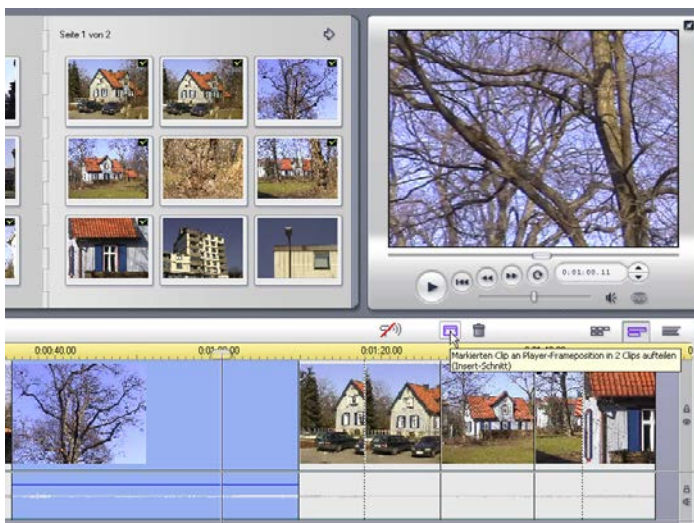 Seite 1 von 2
0:01:00.11
0:00:40.00
0:01:20.00
Markierten Clip an Player-Frameposition in 2 Clips aufteilen
(Insert-Schnitt)